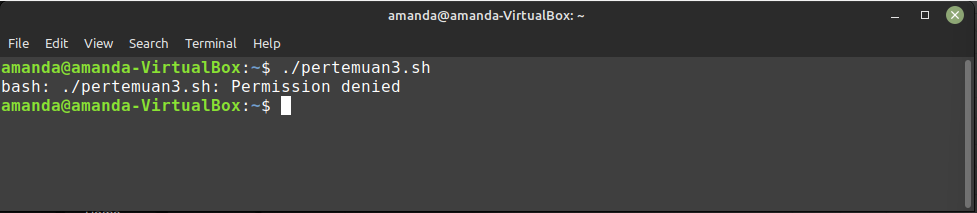 amanda@amanda-VirtualBox: ~
File Edit View Search Terminal Help
amanda@amanda-VirtualBox:~$ ./pertemuan3.sh
bash: ./pertemuan3.sh: Permission denied
amanda@amanda-VirtualBox:~$